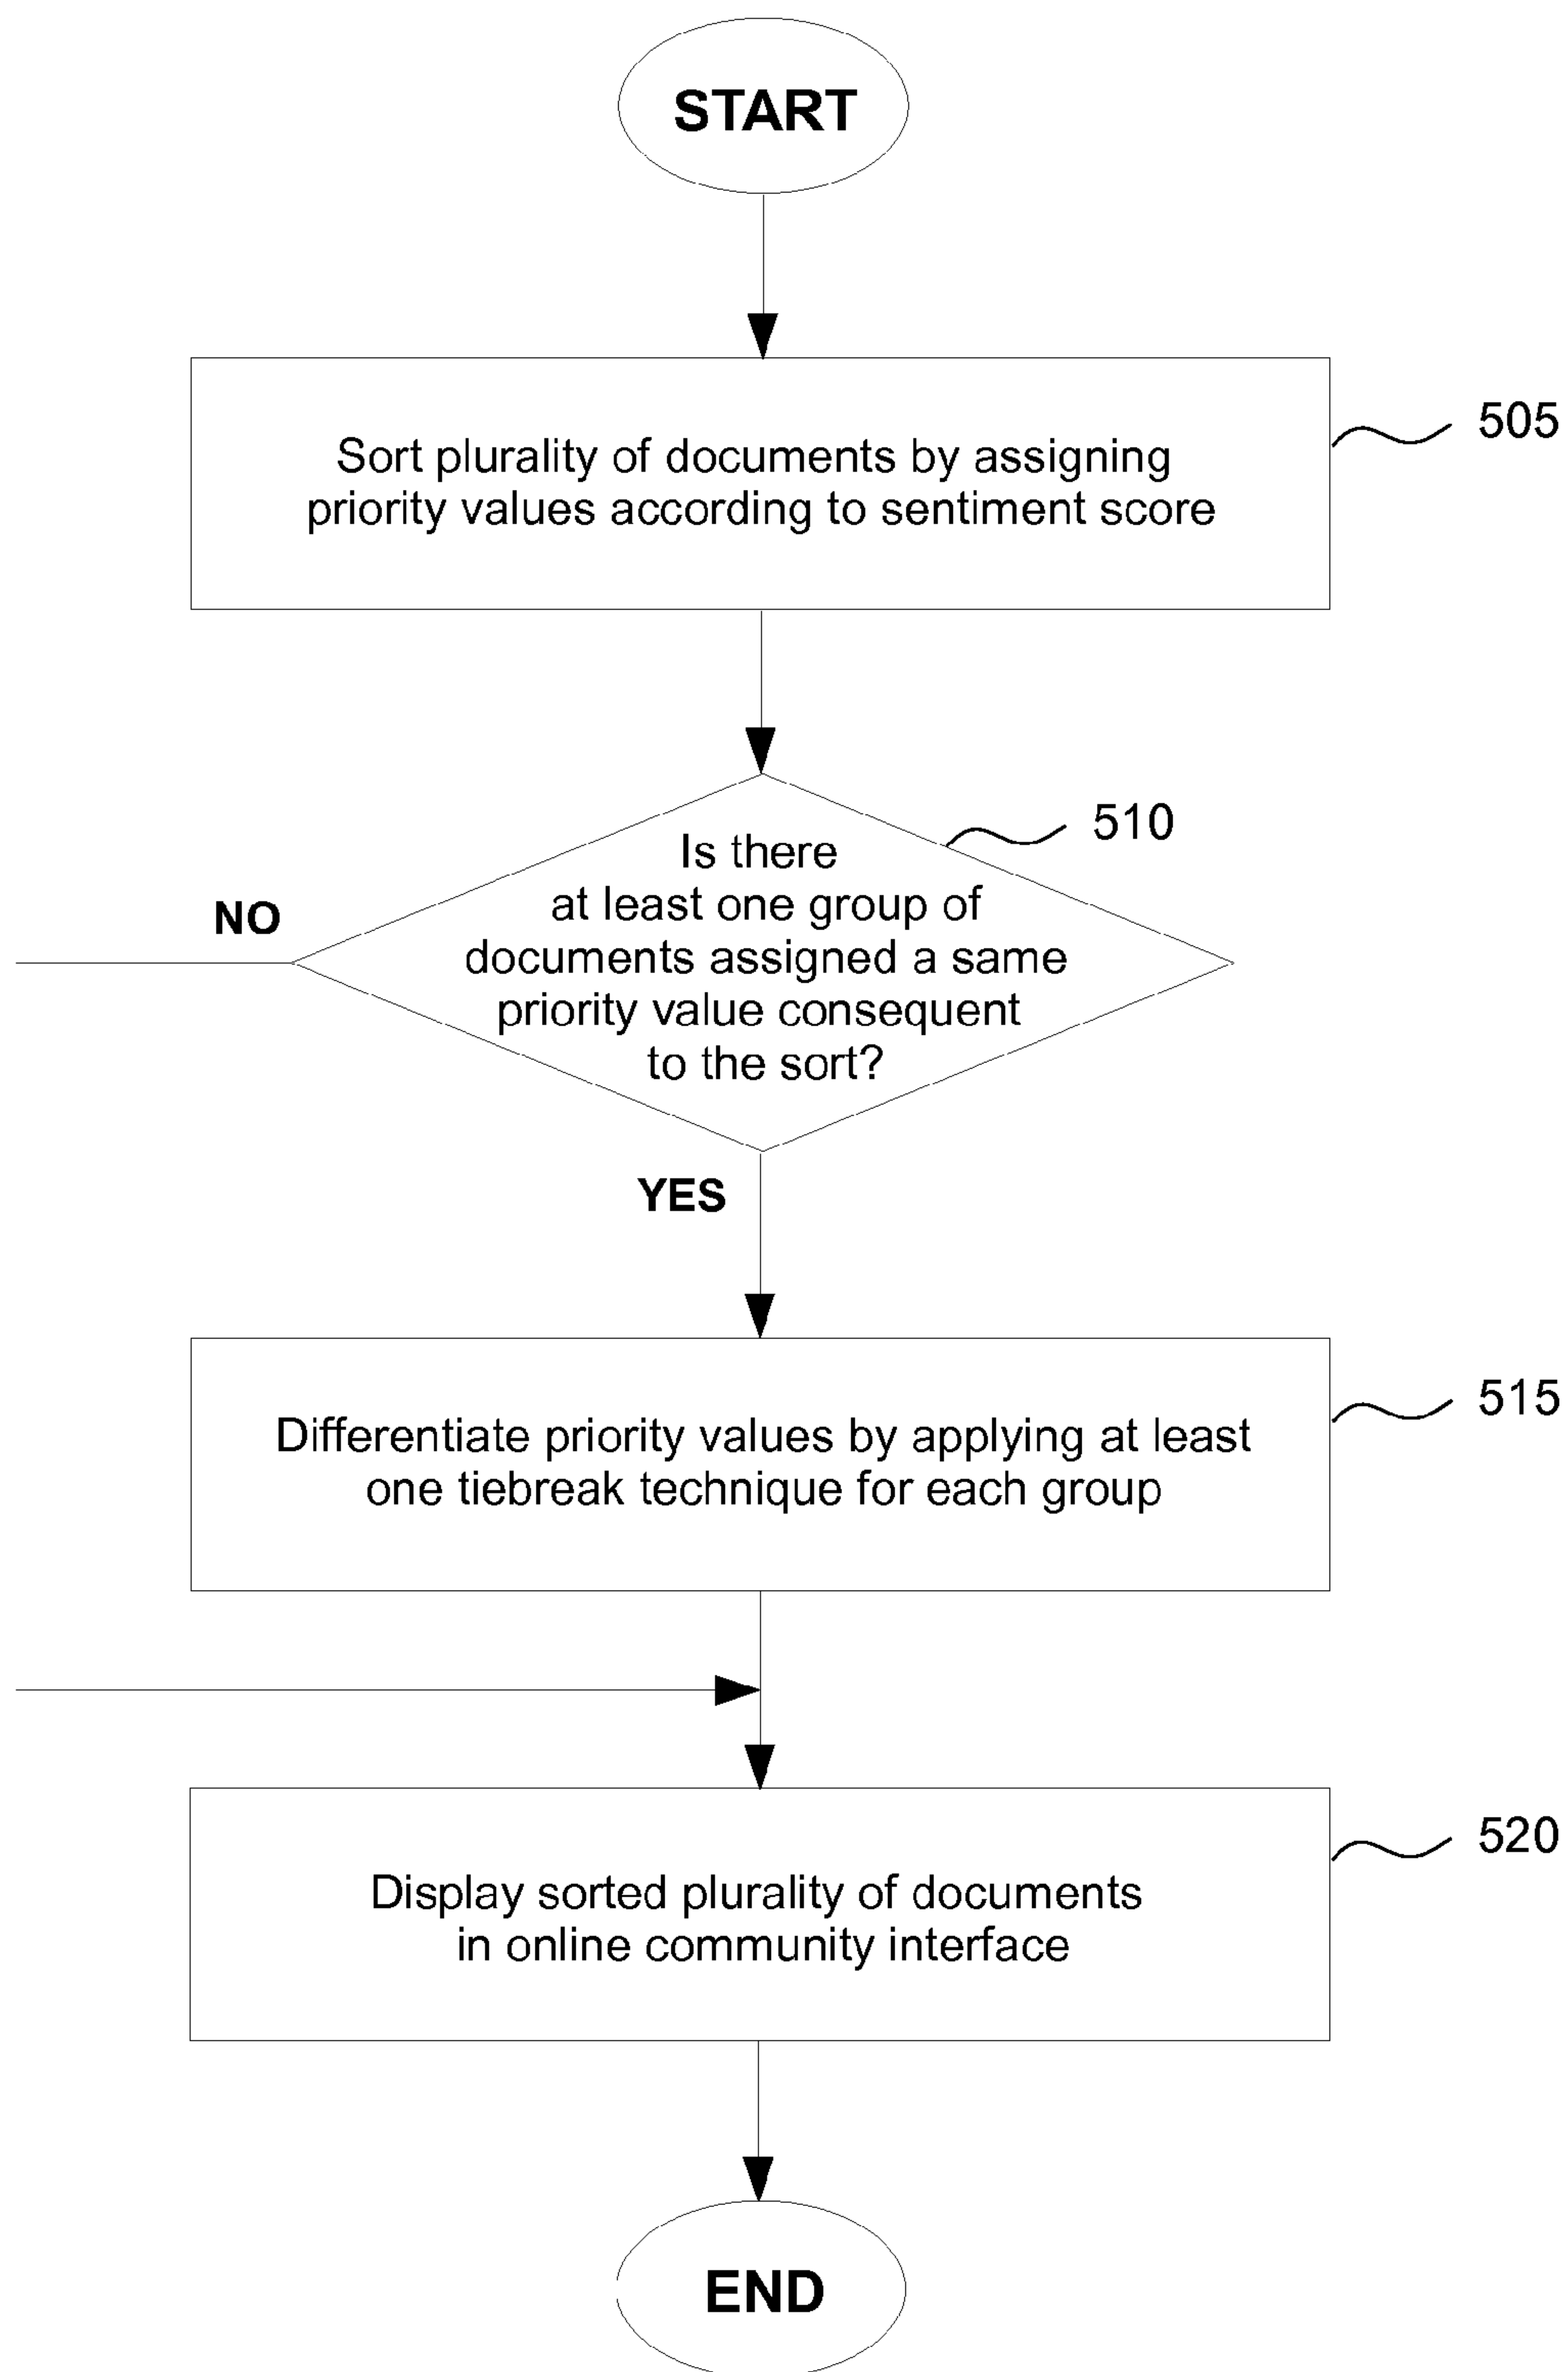 START
Sort plurality of documents by assigning
priority values according to sentiment score
505
Is there
at least one group of
documents assigned a same
priority value consequent
to the sort?
510
NO
YES
Differentiate priority values by applying at least
one tiebreak technique for each group
515
Display sorted plurality of documents
in online community interface
520
END